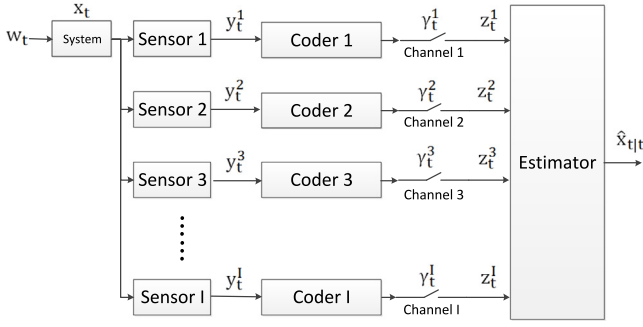 w_t
x_t
System
Sensor 1
y_t^1
Coder 1
γ_t^1
Channel 1
z_t^1
Sensor 2
y_t^2
Coder 2
γ_t^2
Channel 2
z_t^2
Sensor 3
y_t^3
Coder 3
γ_t^3
Channel 3
z_t^3
Sensor I
y_t^I
Coder I
γ_t^I
Channel I
z_t^I
Estimator
x̂_{t|t}